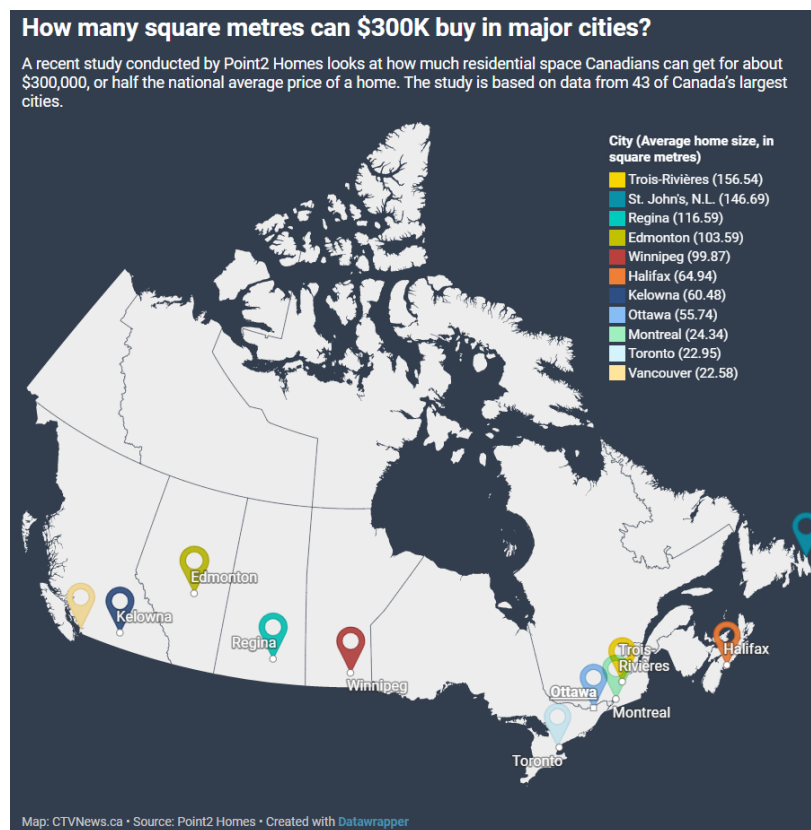 How many square metres can $300K buy in major cities?
A recent study conducted by Point2 Homes looks at how much residential space Canadians can get for about
$300,000, or half the national average price of a home. The study is based on data from 43 of Canada's largest
cities.
City (Average home size, in
square metres)
Trois-Rivières (156.54)
St. John's, N.L. (146.69)
Regina (116.59)
Edmonton (103.59)
Winnipeg (99.87)
Halifax (64.94)
Kelowna (60.48)
Ottawa (55.74)
Montreal (24.34)
Toronto (22.95)
Vancouver (22.58)
Edmonton
Kelowna
Regina
Winnipeg
Trois-
Rivières
Halifax
Ottawa
Montreal
Toronto
Map: CTVNews.ca • Source: Point2 Homes • Created with Datawrapper